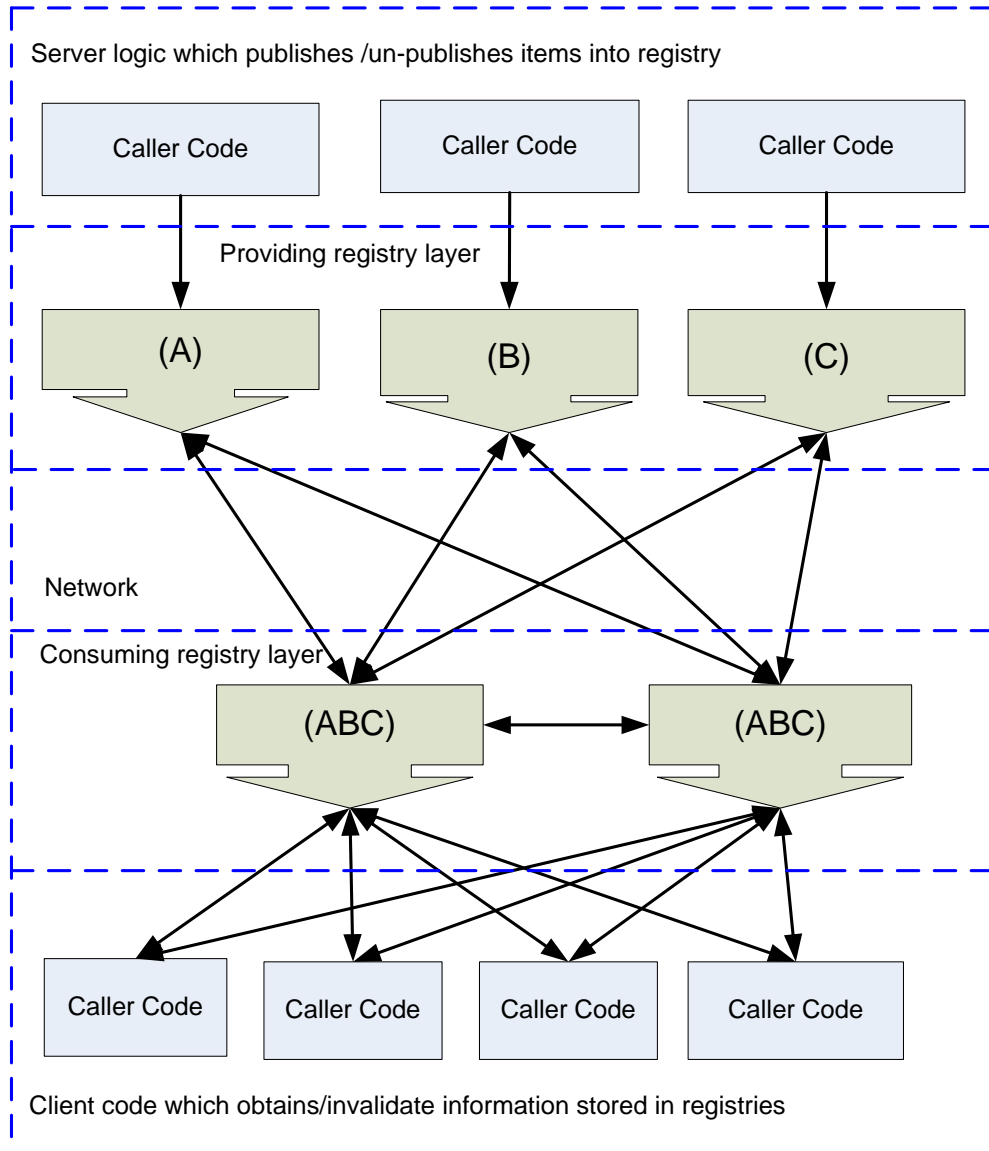 Server logic which publishes /un-publishes items into registry
Caller Code
Caller Code
Caller Code
Providing registry layer
(A)
(B)
(C)
Network
Consuming registry layer
(ABC)
(ABC)
Caller Code
Caller Code
Caller Code
Caller Code
Client code which obtains/invalidate information stored in registries